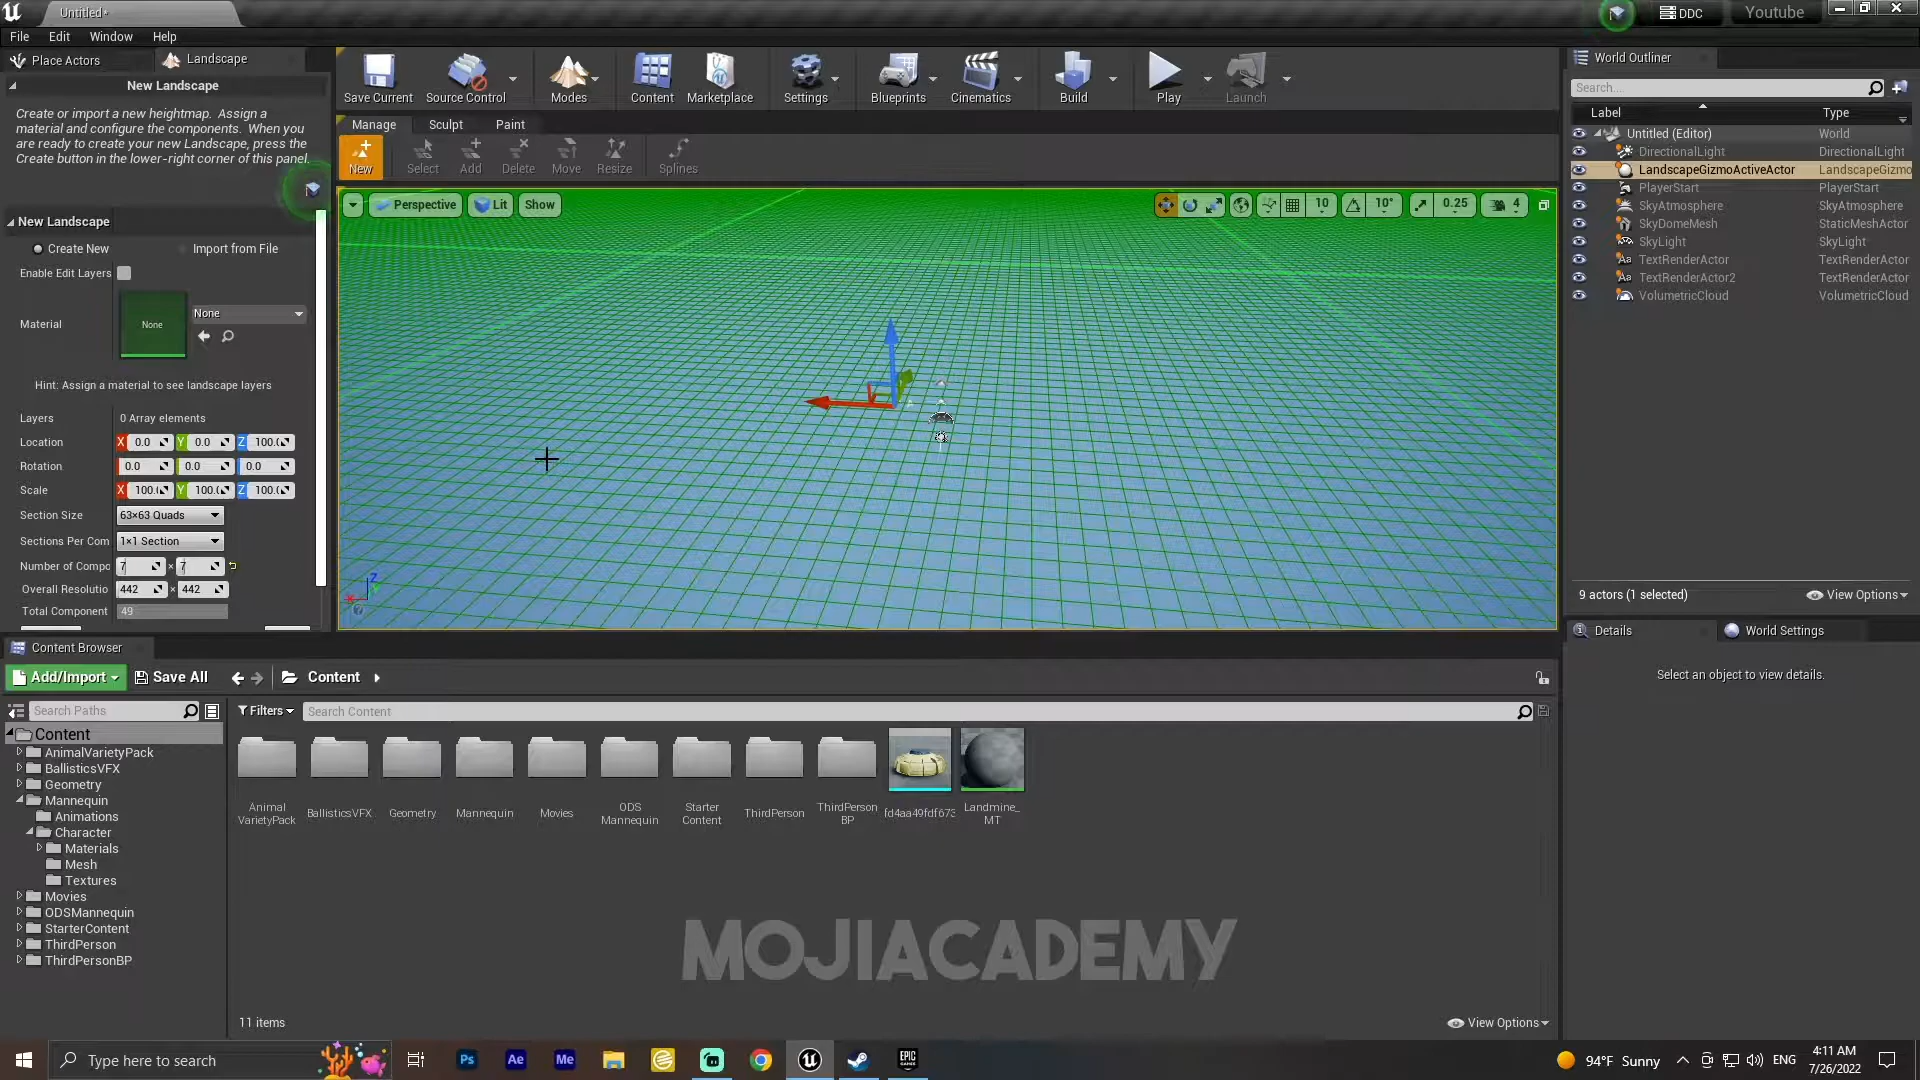 Untitled*
DDC
Youtube
File Edit Window Help
Place Actors
Landscape
New Landscape
Create or import a new heightmap. Assign a
material and configure the components. When you
are ready to create your new Landscape, press the
Create button in the lower-right corner of this panel.
New Landscape
Create New
Import from File
Enable Edit Layers
Material
None
None
Hint: Assign a material to see landscape layers
Layers
0 Array elements
Location X 0.0 Y 0.0 Z 100.
Rotation 0.0 0.0 0.0
Scale X 100. Y 100. Z 100.
Section Size 63×63 Quads
Sections Per Com 1×1 Section
Number of Compo 7 × 7
Overall Resolutio 442 × 442
Total Component 49
Save Current
Source Control
Modes
Content
Marketplace
Settings
Blueprints
Cinematics
Build
Play
Launch
Manage Sculpt Paint
New Select Add Delete Move Resize Splines
Perspective Lit Show
10 10° 0.25 4
Z
World Outliner
Search...
Label Type
Untitled (Editor) World
DirectionalLight DirectionalLight
LandscapeGizmoActiveActor LandscapeGizmo
PlayerStart PlayerStart
SkyAtmosphere SkyAtmosphere
SkyDomeMesh StaticMeshActor
SkyLight SkyLight
TextRenderActor TextRenderActor
TextRenderActor2 TextRenderActor
VolumetricCloud VolumetricCloud
9 actors (1 selected)
View Options
Details
World Settings
Select an object to view details.
Content Browser
Add/Import
Save All
Content
Search Paths
Filters
Search Content
Content
AnimalVarietyPack
BallisticsVFX
Geometry
Mannequin
Animations
Character
Materials
Mesh
Textures
Movies
ODSMannequin
StarterContent
ThirdPerson
ThirdPersonBP
Animal
VarietyPack
BallisticsVFX
Geometry
Mannequin
Movies
ODS
Mannequin
Starter
Content
ThirdPerson
ThirdPerson
BP
fd4aa49fdf673
Landmine_
MT
MOJIACADEMY
11 items
View Options
Type here to search
Ps
Ae
Me
EPIC
GAMES
94°F Sunny
ENG
4:11 AM
7/26/2022